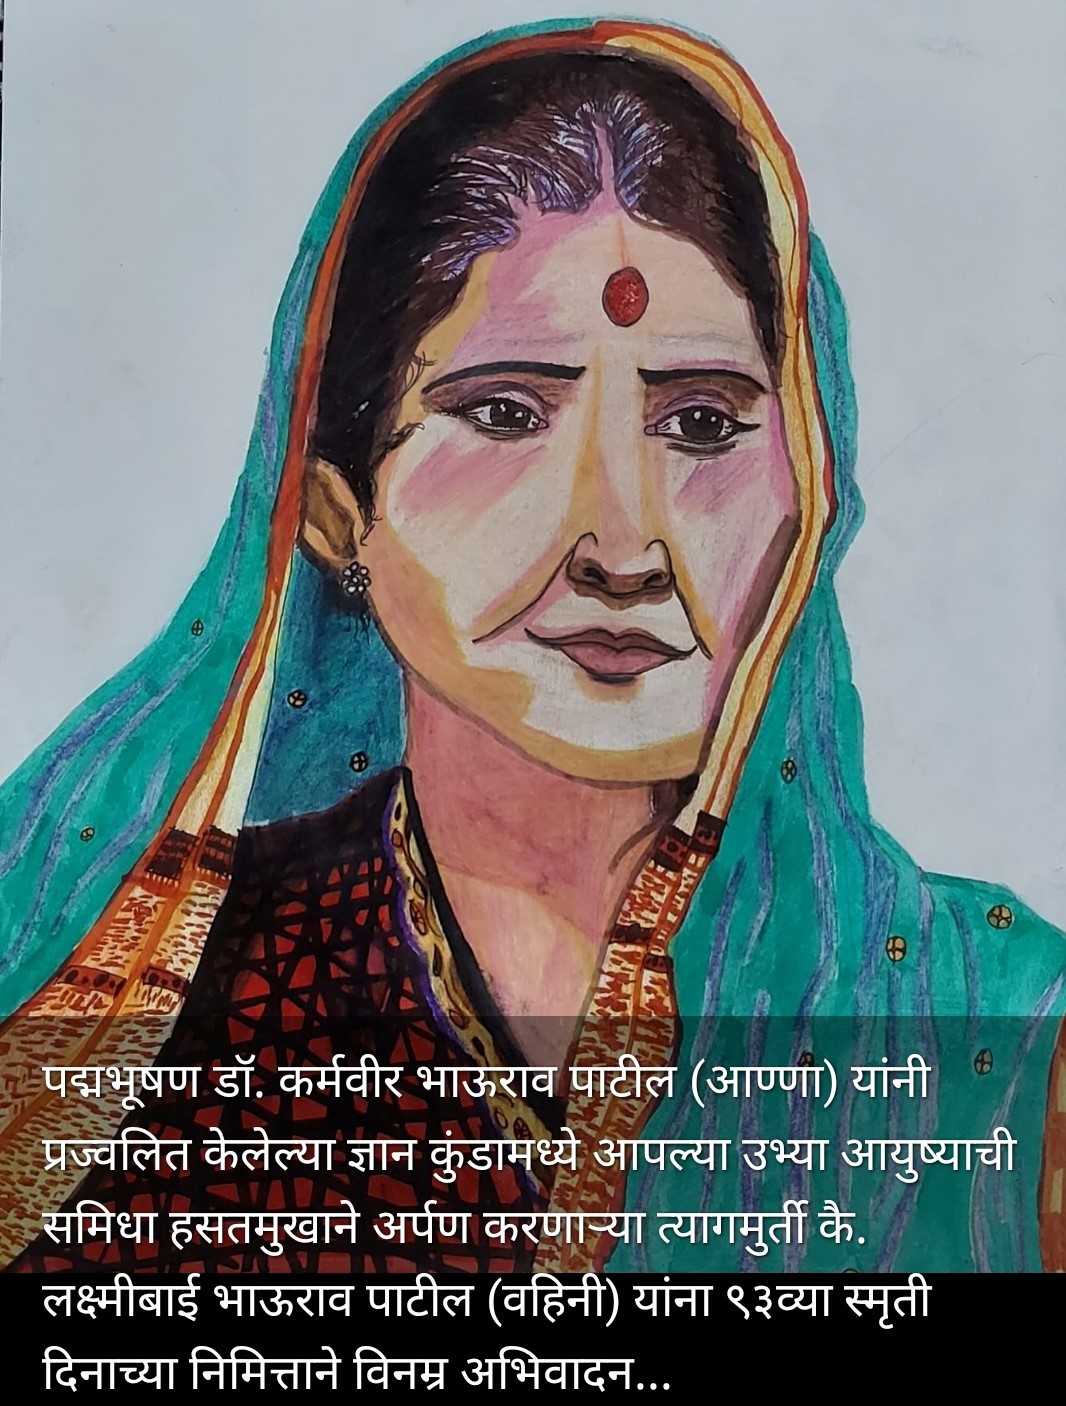 पद्मभूषण डॉ. कर्मवीर भाऊराव पाटील (आण्णा) यांनी
प्रज्वलित केलेल्या ज्ञान कुंडामध्ये आपल्या उभ्या आयुष्याची
समिधा हसतमुखाने अर्पण करणाऱ्या त्यागमुर्ती कै.
लक्ष्मीबाई भाऊराव पाटील (वहिनी) यांना ९३व्या स्मृती
दिनाच्या निमित्ताने विनम्र अभिवादन...